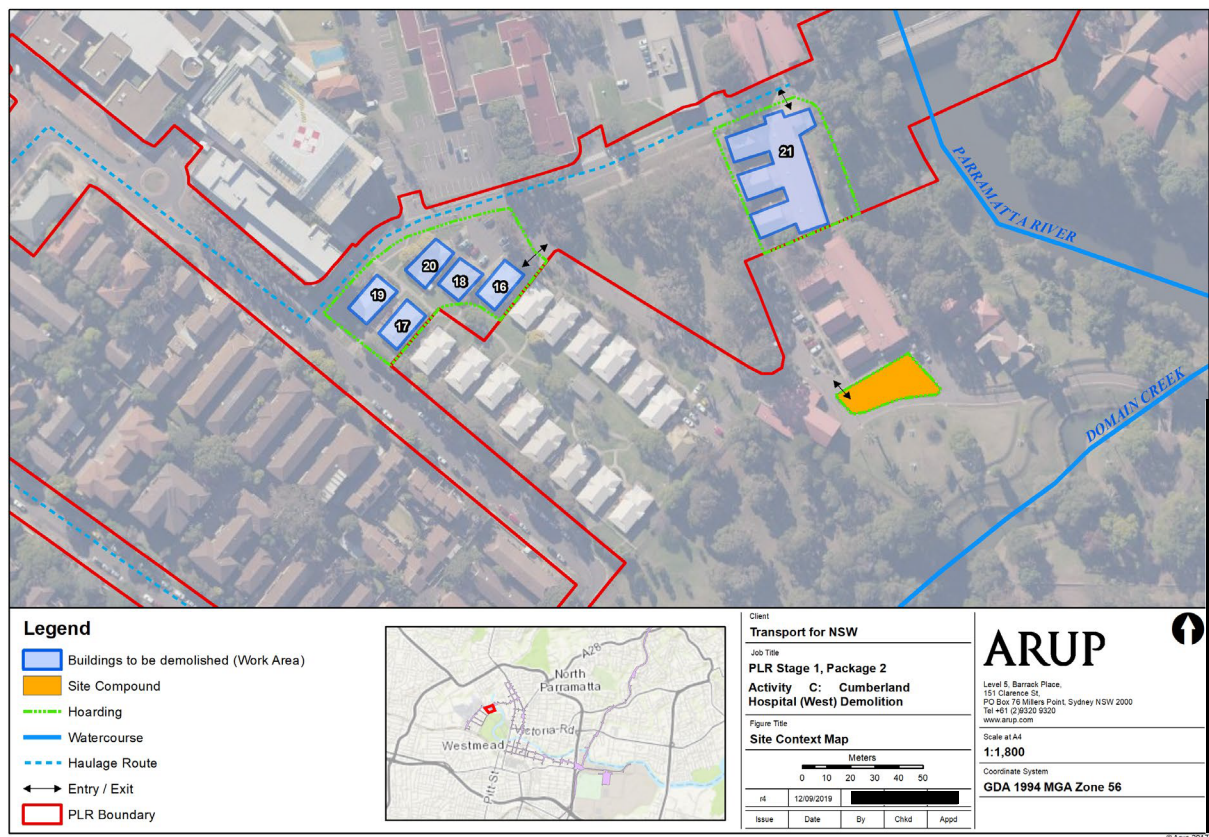 21
20
18
16
19
17
PARRAMATTA RIVER
DOMAIN CREEK
Legend
Buildings to be demolished (Work Area)
Site Compound
Hoarding
Watercourse
Haulage Route
Entry / Exit
PLR Boundary
A28
North
Parramatta
Victoria-Rd
Westmead
Pitt-St
Client
Transport for NSW
Job Title
PLR Stage 1, Package 2
Activity C: Cumberland
Hospital (West) Demolition
Figure Title
Site Context Map
Meters
0 10 20 30 40 50
r4 12/09/2019
Issue Date By Chkd Appd
ARUP
Level 5, Barrack Place,
151 Clarence St,
PO Box 76 Millers Point, Sydney NSW 2000
Tel +61 (2)9320 9320
www.arup.com
Scale at A4
1:1,800
Coordinate System
GDA 1994 MGA Zone 56